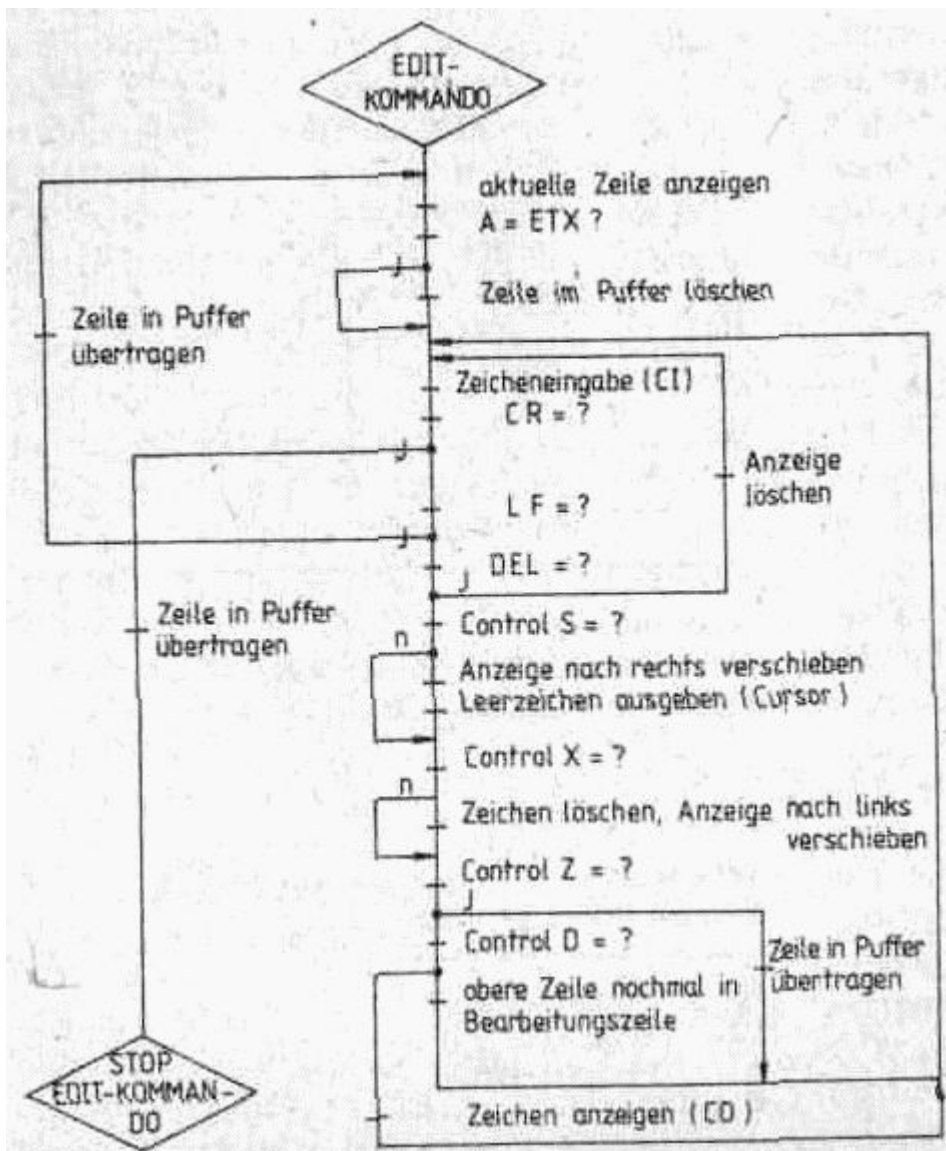 EDIT-
KOMMANDO
aktuelle Zeile anzeigen
A = ETX ?
j
Zeile im Puffer löschen
Zeile in Puffer
übertragen
Zeicheneingabe (CI)
CR = ?
j
Anzeige
löschen
LF = ?
j
DEL = ?
j
Zeile in Puffer
übertragen
Control S = ?
n
Anzeige nach rechts verschieben
Leerzeichen ausgeben (Cursor)
Control X = ?
n
Zeichen löschen, Anzeige nach links
verschieben
Control Z = ?
j
Control D = ?
Zeile in Puffer
übertragen
obere Zeile nochmal in
Bearbeitungszeile
STOP
EDIT-KOMMAN-
DO
Zeichen anzeigen (CO)